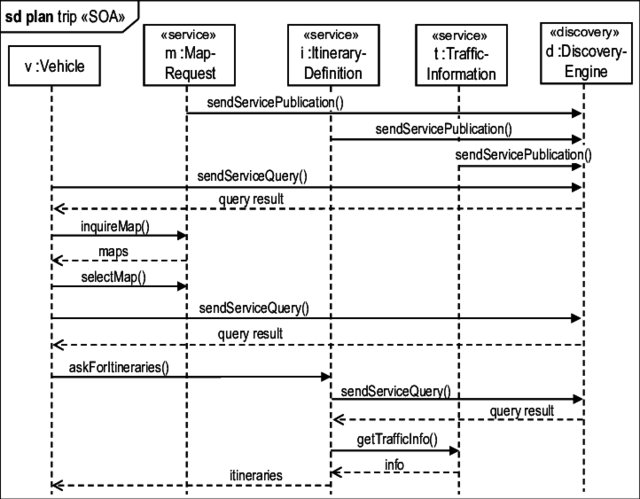 sd plan trip «SOA»
v :Vehicle
«service»
m :Map-
Request
«service»
i :Itinerary-
Definition
«service»
t :Traffic-
Information
«discovery»
d :Discovery-
Engine
sendServicePublication()
sendServicePublication()
sendServicePublication()
sendServiceQuery()
query result
inquireMap()
maps
selectMap()
sendServiceQuery()
query result
askForItineraries()
sendServiceQuery()
query result
getTrafficInfo()
info
itineraries